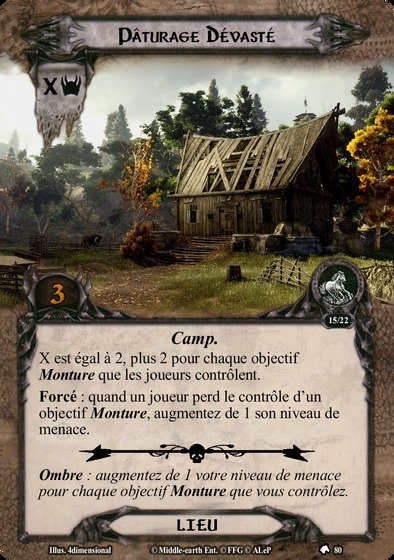 Pâturage Dévasté
X
3
15/22
Camp.
X est égal à 2, plus 2 pour chaque objectif
Monture que les joueurs contrôlent.
Forcé : quand un joueur perd le contrôle d'un
objectif Monture, augmentez de 1 son niveau de
menace.
Ombre : augmentez de 1 votre niveau de menace
pour chaque objectif Monture que vous contrôlez.
LIEU
Illus. 4dimensional
©Middle-earth Ent. ©FFG ©ALeP
80